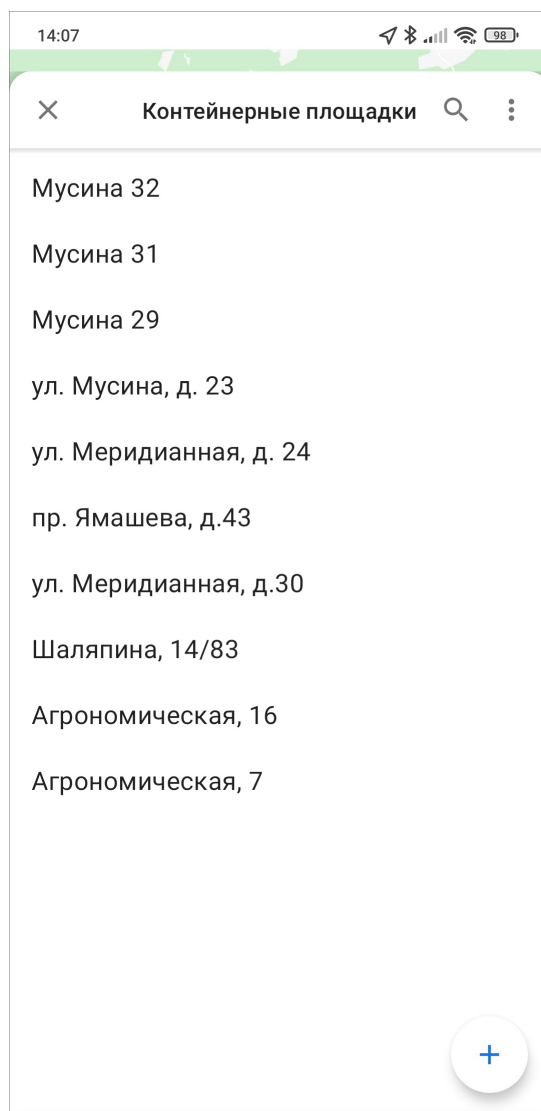 14:07
98
Контейнерные площадки
Мусина 32
Мусина 31
Мусина 29
ул. Мусина, д. 23
ул. Меридианная, д. 24
пр. Ямашева, д.43
ул. Меридианная, д.30
Шаляпина, 14/83
Агрономическая, 16
Агрономическая, 7